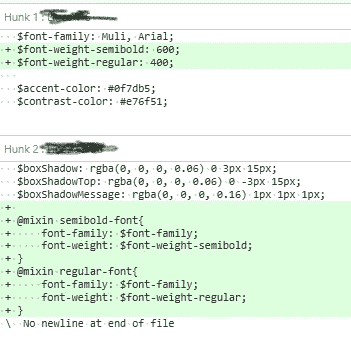 Hunk 1 :
$font-family: Muli, Arial;
+ $font-weight-semibold: 600;
+ $font-weight-regular: 400;
$accent-color: #0f7db5;
$contrast-color: #e76f51;
Hunk 2 :
$boxShadow: rgba(0, 0, 0, 0.06) 0 3px 15px;
$boxShadowTop: rgba(0, 0, 0, 0.06) 0 -3px 15px;
$boxShadowMessage: rgba(0, 0, 0, 0.16) 1px 1px 1px;
+
+ @mixin semibold-font{
+ font-family: $font-family;
+ font-weight: $font-weight-semibold;
+ }
+ @mixin regular-font{
+ font-family: $font-family;
+ font-weight: $font-weight-regular;
+ }
\ No newline at end of file